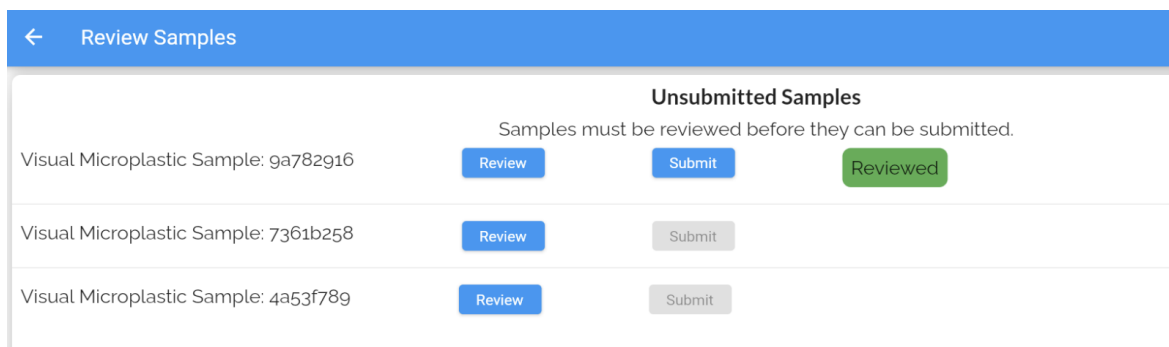 Review Samples
Unsubmitted Samples
Samples must be reviewed before they can be submitted.
Visual Microplastic Sample: 9a782916 Review Submit Reviewed
Visual Microplastic Sample: 7361b258 Review Submit
Visual Microplastic Sample: 4a53f789 Review Submit